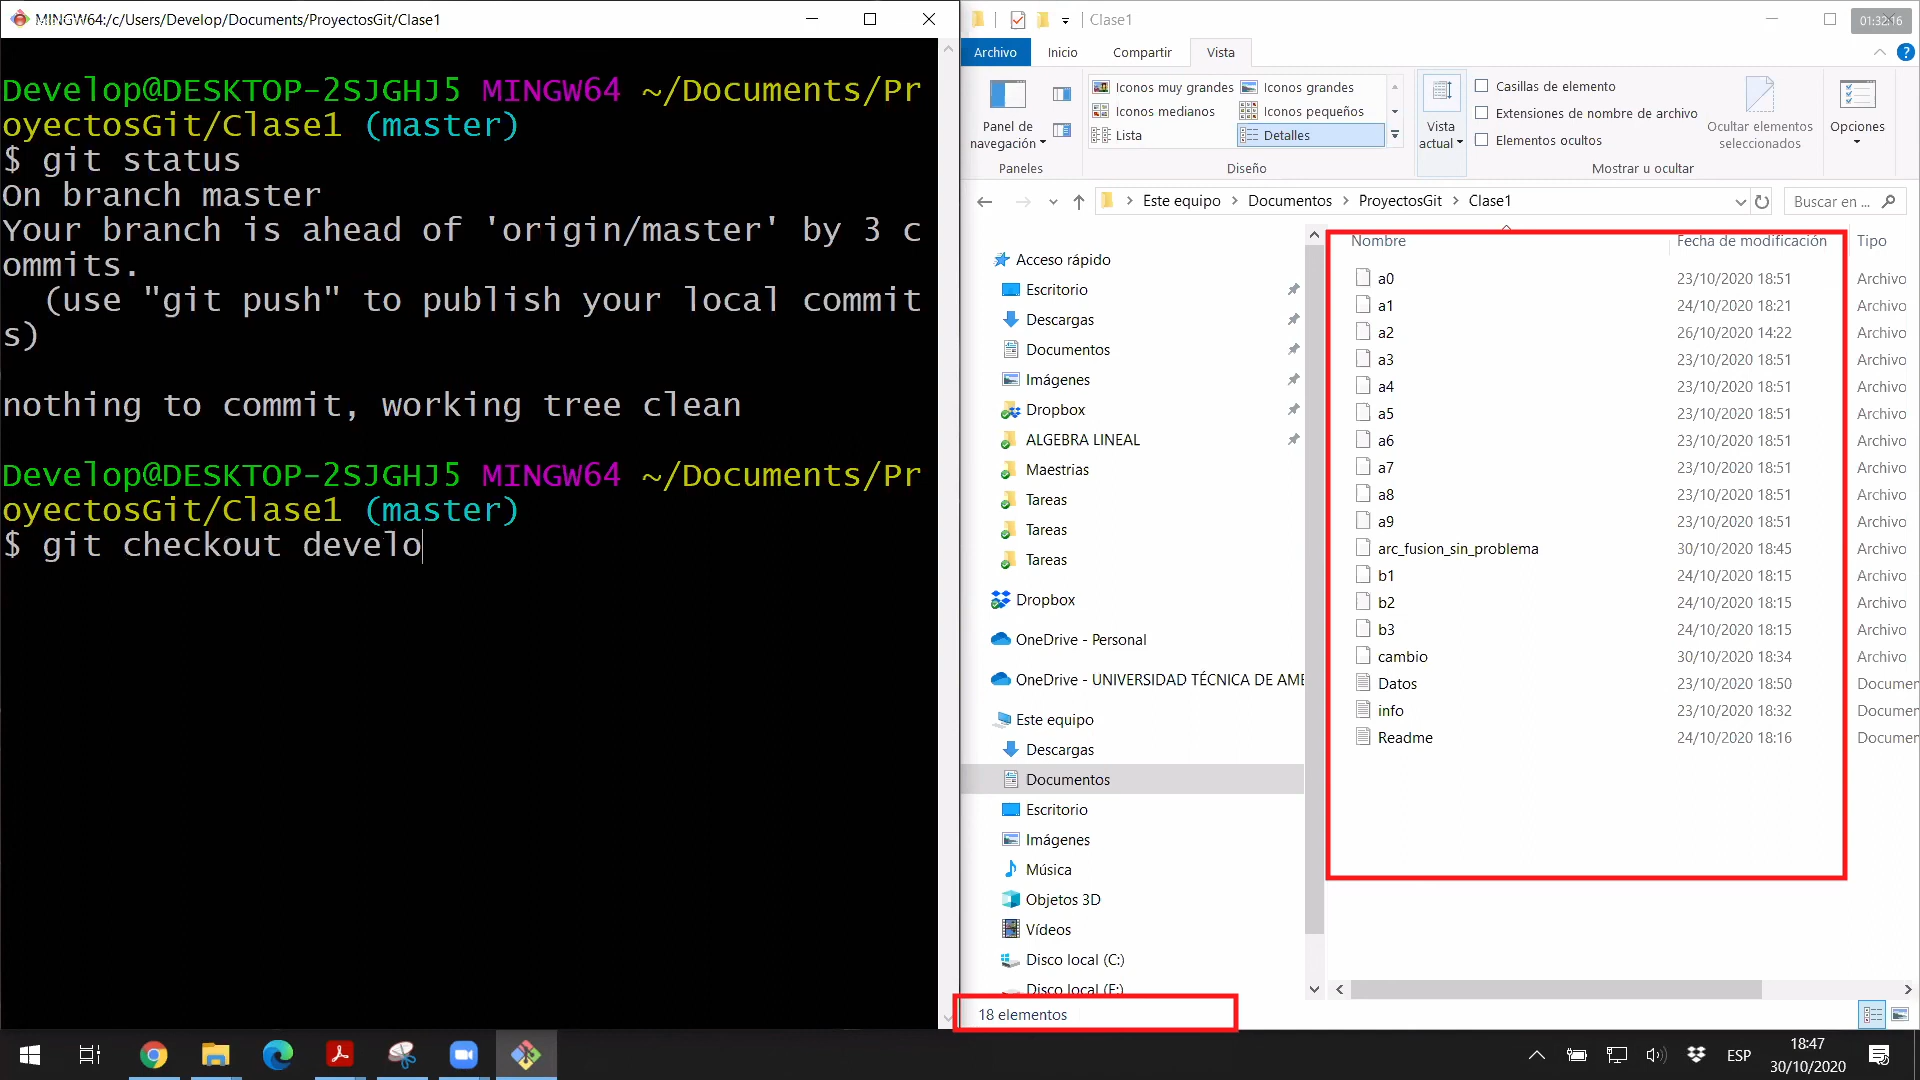 MINGW64:/c/Users/Develop/Documents/ProyectosGit/Clase1
Develop@DESKTOP-2SJGHJ5 MINGW64 ~/Documents/Pr
oyectosGit/Clase1 (master)
$ git status
On branch master
Your branch is ahead of 'origin/master' by 3 c
ommits.
  (use "git push" to publish your local commit
s)
nothing to commit, working tree clean
Develop@DESKTOP-2SJGHJ5 MINGW64 ~/Documents/Pr
oyectosGit/Clase1 (master)
$ git checkout develo
Clase1
01:32:16
Archivo Inicio Compartir Vista
Panel de navegación
Paneles
Iconos muy grandes Iconos grandes
Iconos medianos Iconos pequeños
Lista Detalles
Diseño
Vista actual
Casillas de elemento
Extensiones de nombre de archivo
Elementos ocultos
Ocultar elementos seleccionados
Mostrar u ocultar
Opciones
Este equipo Documentos ProyectosGit Clase1
Buscar en ...
Acceso rápido
Escritorio
Descargas
Documentos
Imágenes
Dropbox
ALGEBRA LINEAL
Maestrias
Tareas
Tareas
Tareas
Dropbox
OneDrive - Personal
OneDrive - UNIVERSIDAD TÉCNICA DE AME
Este equipo
Descargas
Documentos
Escritorio
Imágenes
Música
Objetos 3D
Vídeos
Disco local (C:)
Disco local (F:)
Nombre Fecha de modificación Tipo
a0 23/10/2020 18:51 Archivo
a1 24/10/2020 18:21 Archivo
a2 26/10/2020 14:22 Archivo
a3 23/10/2020 18:51 Archivo
a4 23/10/2020 18:51 Archivo
a5 23/10/2020 18:51 Archivo
a6 23/10/2020 18:51 Archivo
a7 23/10/2020 18:51 Archivo
a8 23/10/2020 18:51 Archivo
a9 23/10/2020 18:51 Archivo
arc_fusion_sin_problema 30/10/2020 18:45 Archivo
b1 24/10/2020 18:15 Archivo
b2 24/10/2020 18:15 Archivo
b3 24/10/2020 18:15 Archivo
cambio 30/10/2020 18:34 Archivo
Datos 23/10/2020 18:50 Documen
info 23/10/2020 18:32 Documen
Readme 24/10/2020 18:16 Documen
18 elementos
ESP
18:47
30/10/2020